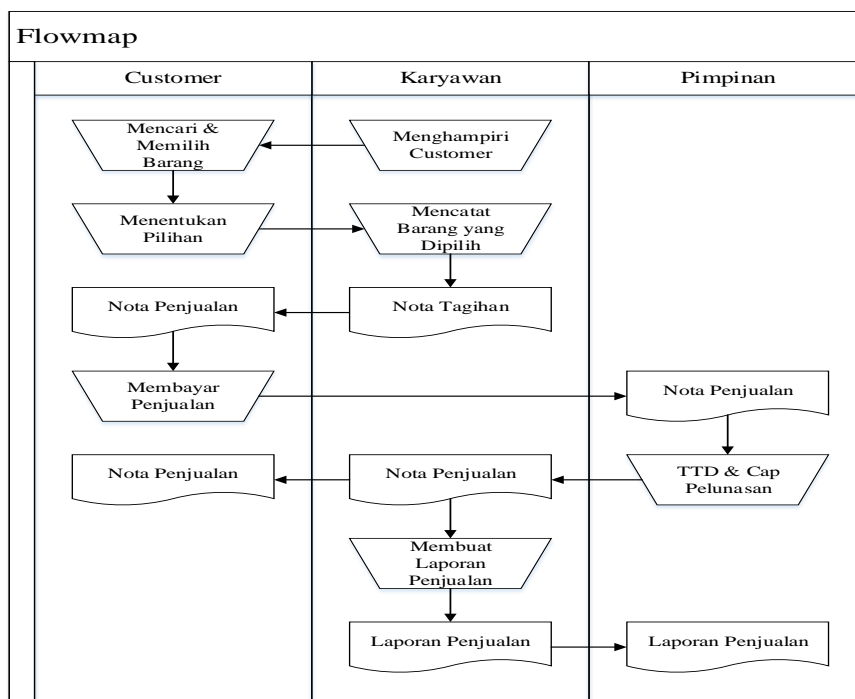 Flowmap
Customer
Karyawan
Pimpinan
Mencari &
Memilih
Barang
Menghampiri
Customer
Menentukan
Pilihan
Mencatat
Barang yang
Dipilih
Nota Penjualan
Nota Tagihan
Membayar
Penjualan
Nota Penjualan
Nota Penjualan
Nota Penjualan
TTD & Cap
Pelunasan
Membuat
Laporan
Penjualan
Laporan Penjualan
Laporan Penjualan